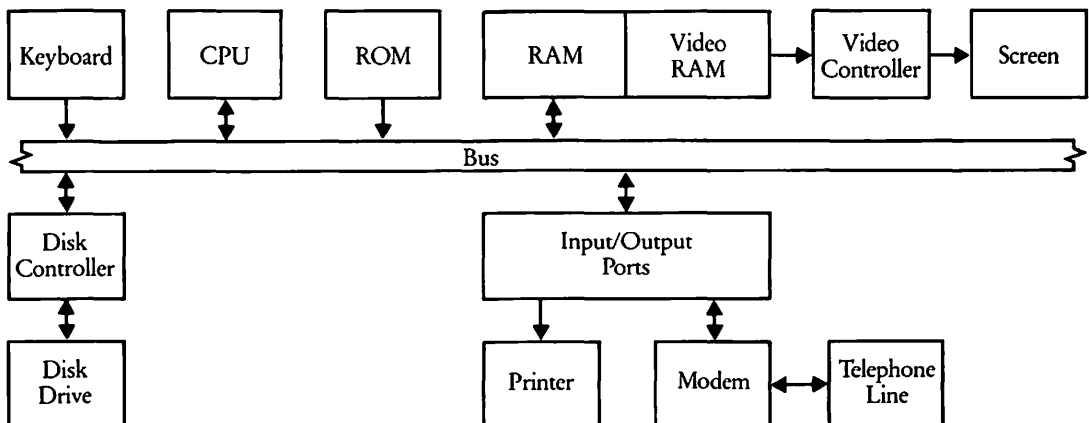 Keyboard
CPU
ROM
RAM
Video
RAM
Video
Controller
Screen
Bus
Disk
Controller
Input/Output
Ports
Disk
Drive
Printer
Modem
Telephone
Line